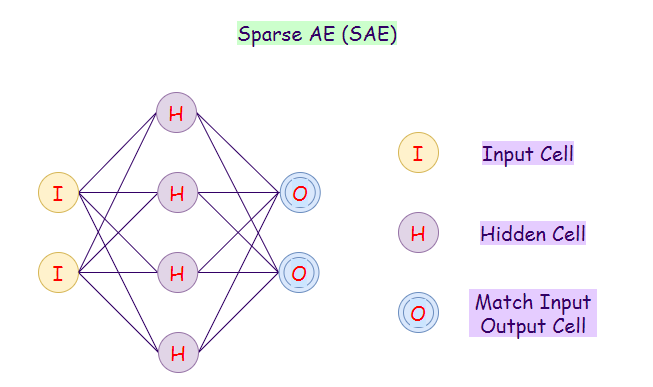 Sparse AE (SAE)
H
I
H
O
I
H
O
H
I
Input Cell
H
Hidden Cell
O
Match Input
Output Cell